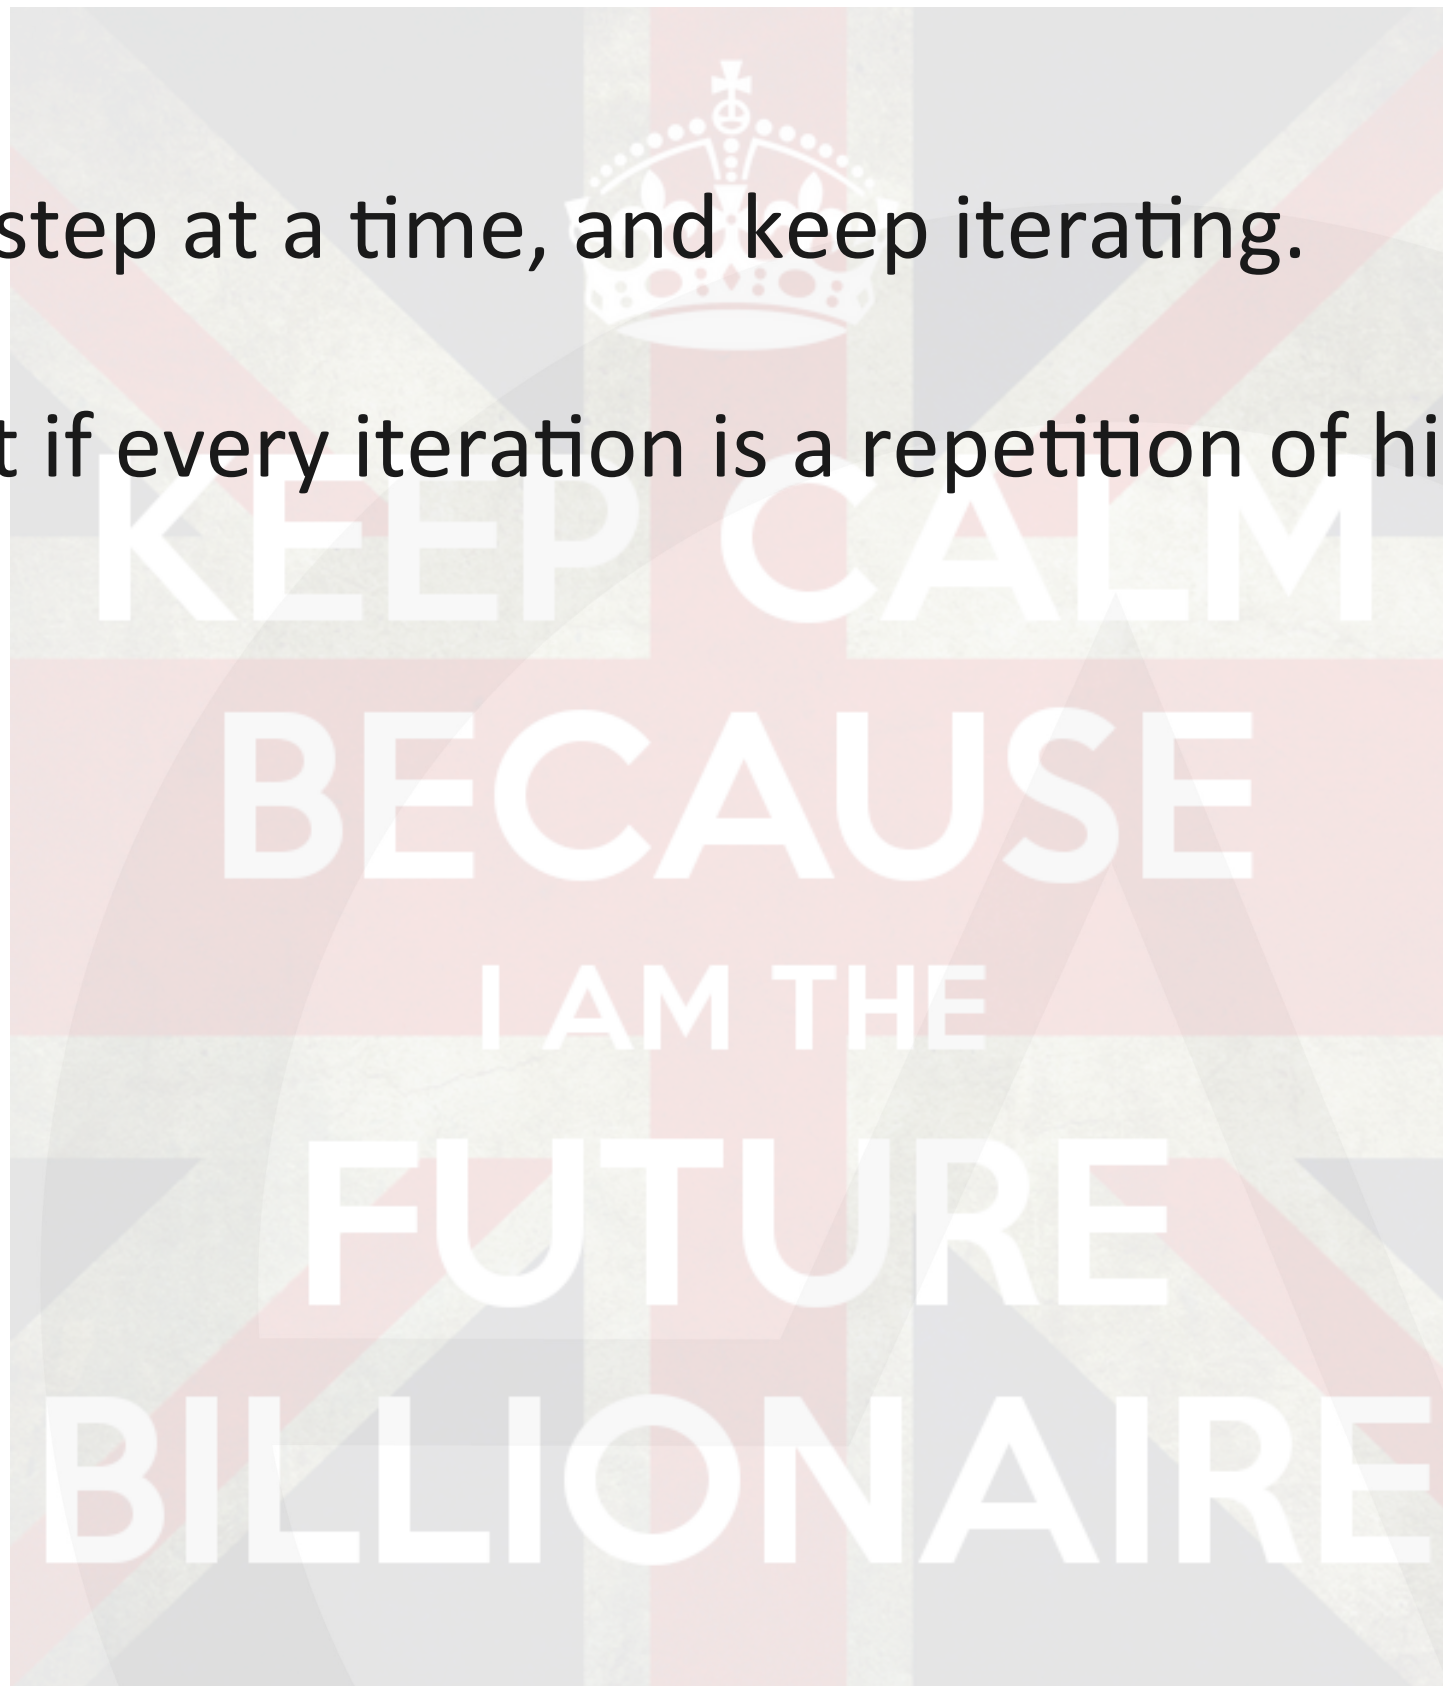 step at a time, and keep iterating.
if every iteration is a repetition of
KEEP CALM
BECAUSE
I AM THE
FUTURE
BILLIONAIRE